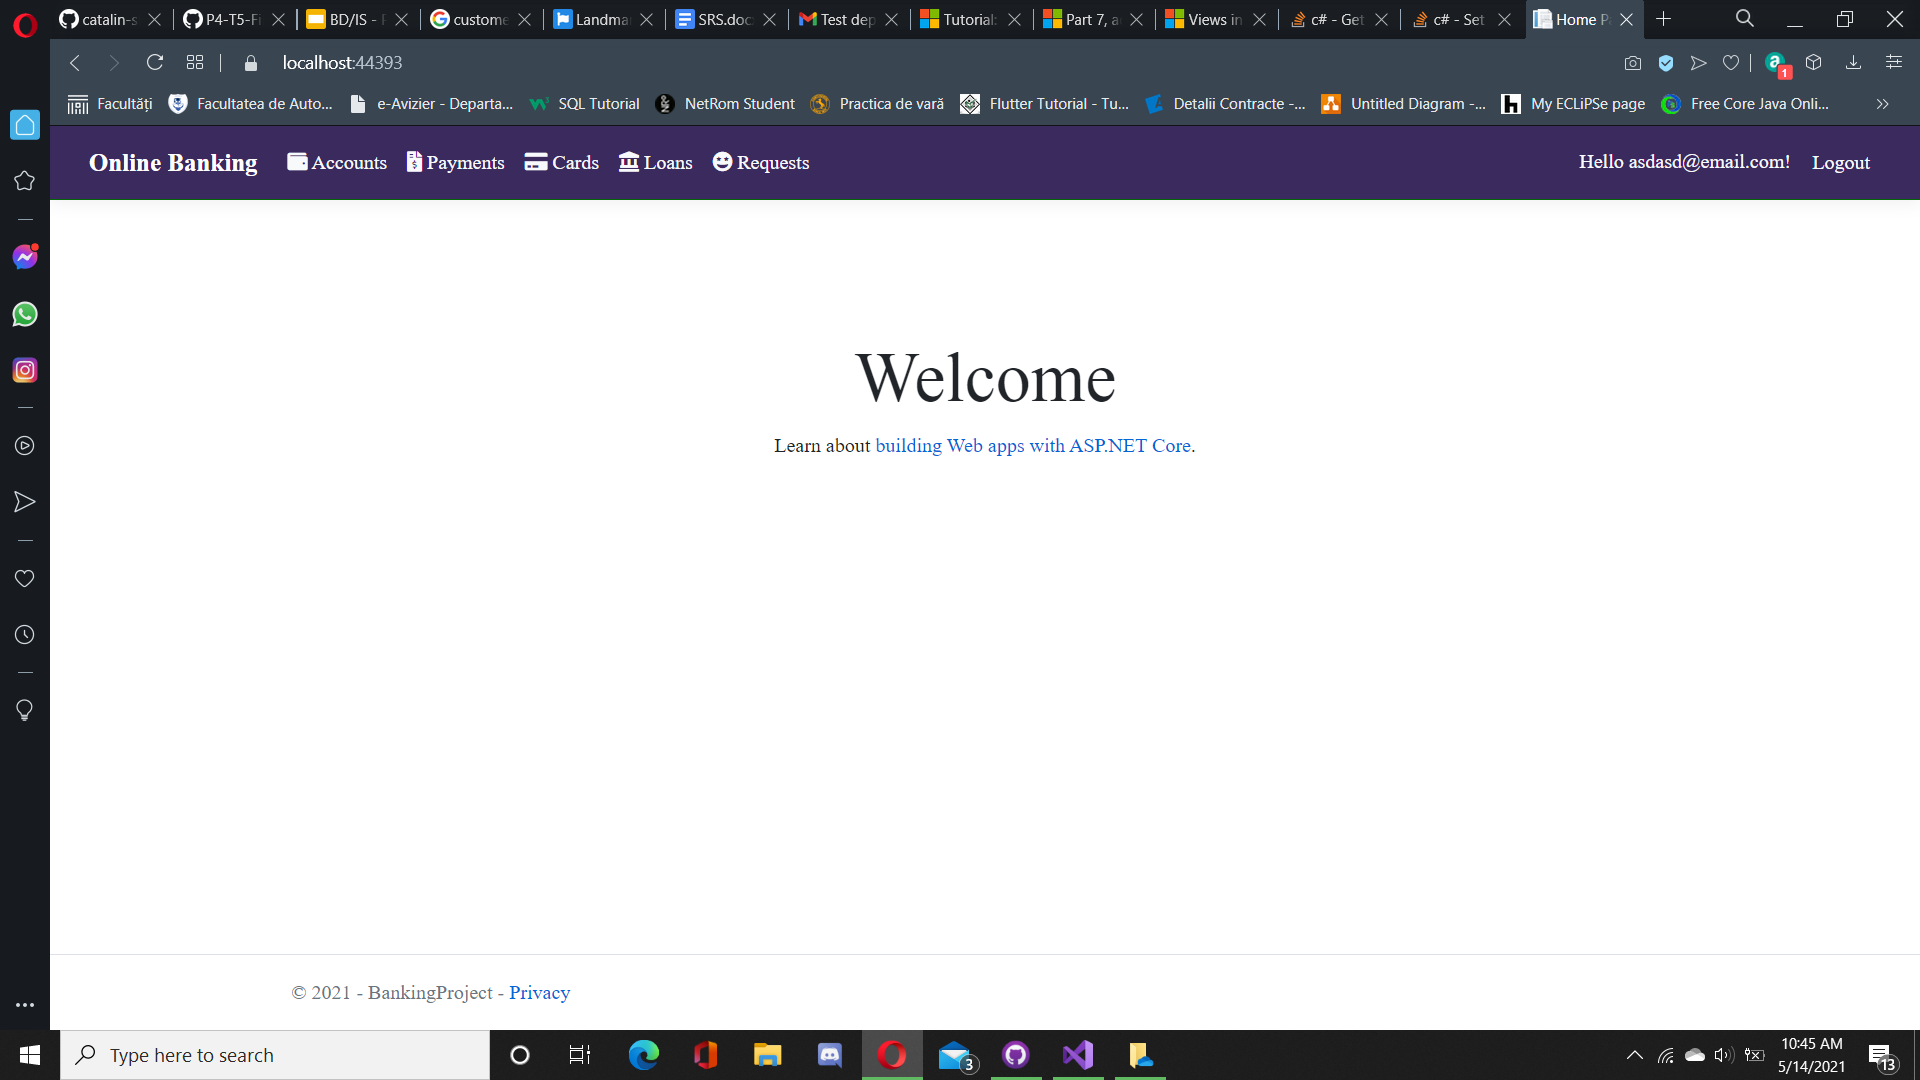 catalin-s P4-T5-Fi BD/IS - P custome Landma SRS.doc Test dep Tutorial: Part 7, a Views in c# - Get c# - Set Home P
localhost:44393
1
Facultăți Facultatea de Auto... e-Avizier - Departa... SQL Tutorial NetRom Student Practica de vară Flutter Tutorial - Tu... Detalii Contracte -... Untitled Diagram -... My ECLiPSe page Free Core Java Onli...
Online Banking Accounts Payments Cards Loans Requests Hello asdasd@email.com! Logout
Welcome
Learn about building Web apps with ASP.NET Core.
© 2021 - BankingProject - Privacy
Type here to search
3
10:45 AM
5/14/2021
13